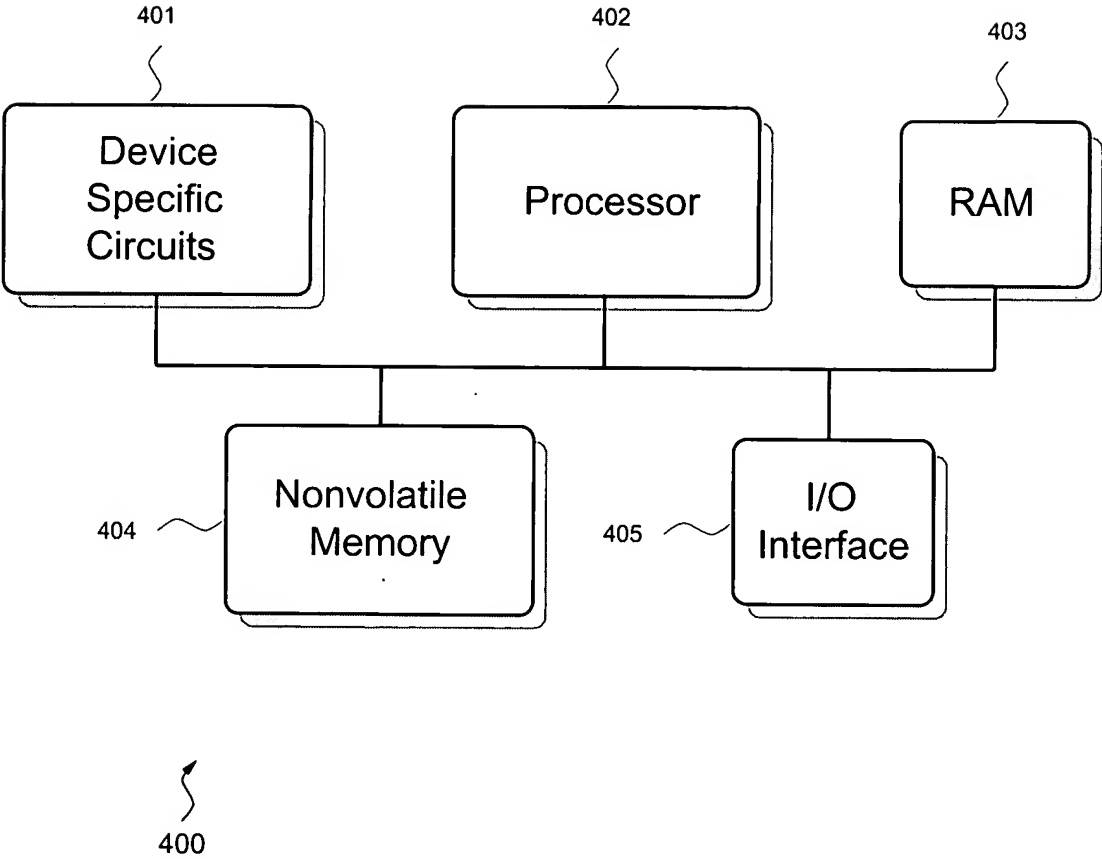 401
402
403
Device
Specific
Circuits
Processor
RAM
404
Nonvolatile
Memory
405
I/O
Interface
400